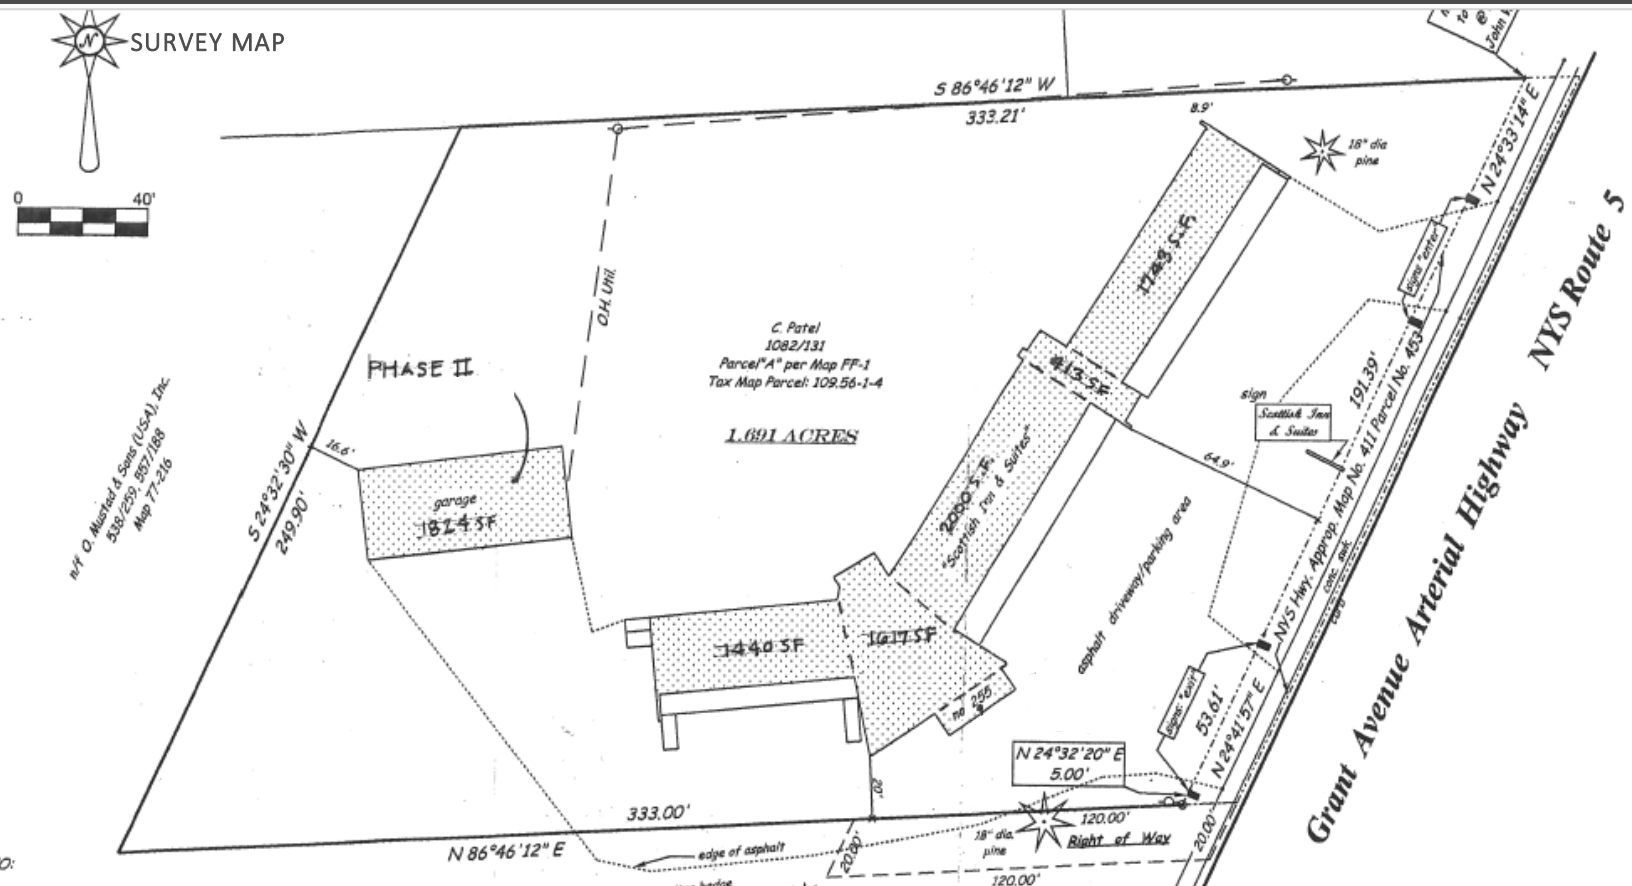 N
SURVEY MAP
0 40'
S 86°46'12" W
333.21'
8.9'
18" dia
pine
to
@
John
N 24°33'14" E
NYS Route 5
Grant Avenue Arterial Highway
signs "enter"
O.H. Util.
1743 S.F.
413 S.F
C. Patel
1082/131
Parcel "A" per Map FF-1
Tax Map Parcel: 109.56-1-4
1.691 ACRES
PHASE II
n/f O. Mustad & Sons (USA), Inc.
538/259, 557/188
Map 77-216
S 24°32'30" W
249.90'
16.6'
garage
1824 SF
2000 S.F.
"Scottish Inn & Suites"
64.9'
sign
Scottish Inn
& Suites
191.39'
NYS Hwy. Approp. Map No. 411 Parcel No. 453
conc. swk.
curb
asphalt driveway/parking area
1440 SF
1617 SF
no 255
signs: "exit"
53.61'
N 24°41'57" E
N 24°32'20" E
5.00'
20'
333.00'
N 86°46'12" E
edge of asphalt
20.00'
18" dia.
pine
120.00'
Right of Way
20.00'
120.00'
hedge
O: